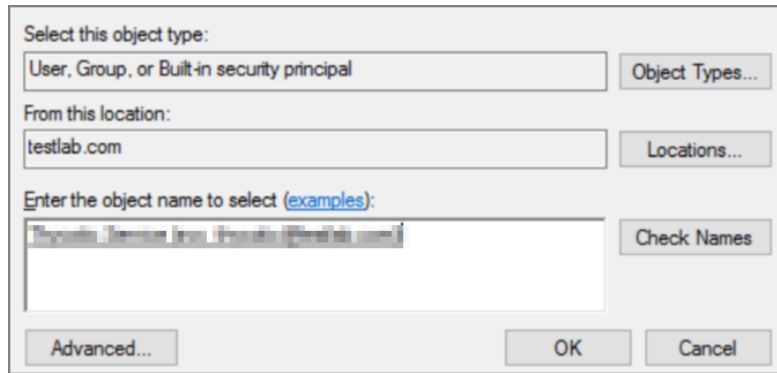 Select this object type:
User, Group, or Built-in security principal
Object Types...
From this location:
testlab.com
Locations...
Enter the object name to select (examples):
Check Names
Advanced...
OK
Cancel